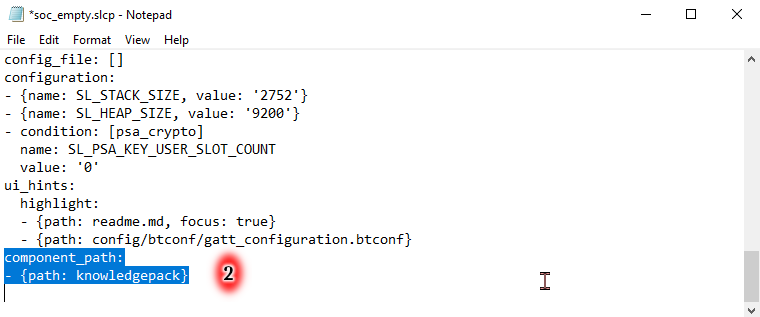 *soc_empty.slcp - Notepad
File Edit Format View Help
config_file: []
configuration:
- {name: SL_STACK_SIZE, value: '2752'}
- {name: SL_HEAP_SIZE, value: '9200'}
- condition: [psa_crypto]
  name: SL_PSA_KEY_USER_SLOT_COUNT
  value: '0'
ui_hints:
  highlight:
  - {path: readme.md, focus: true}
  - {path: config/btconf/gatt_configuration.btconf}
component_path:
- {path: knowledgepack}
2